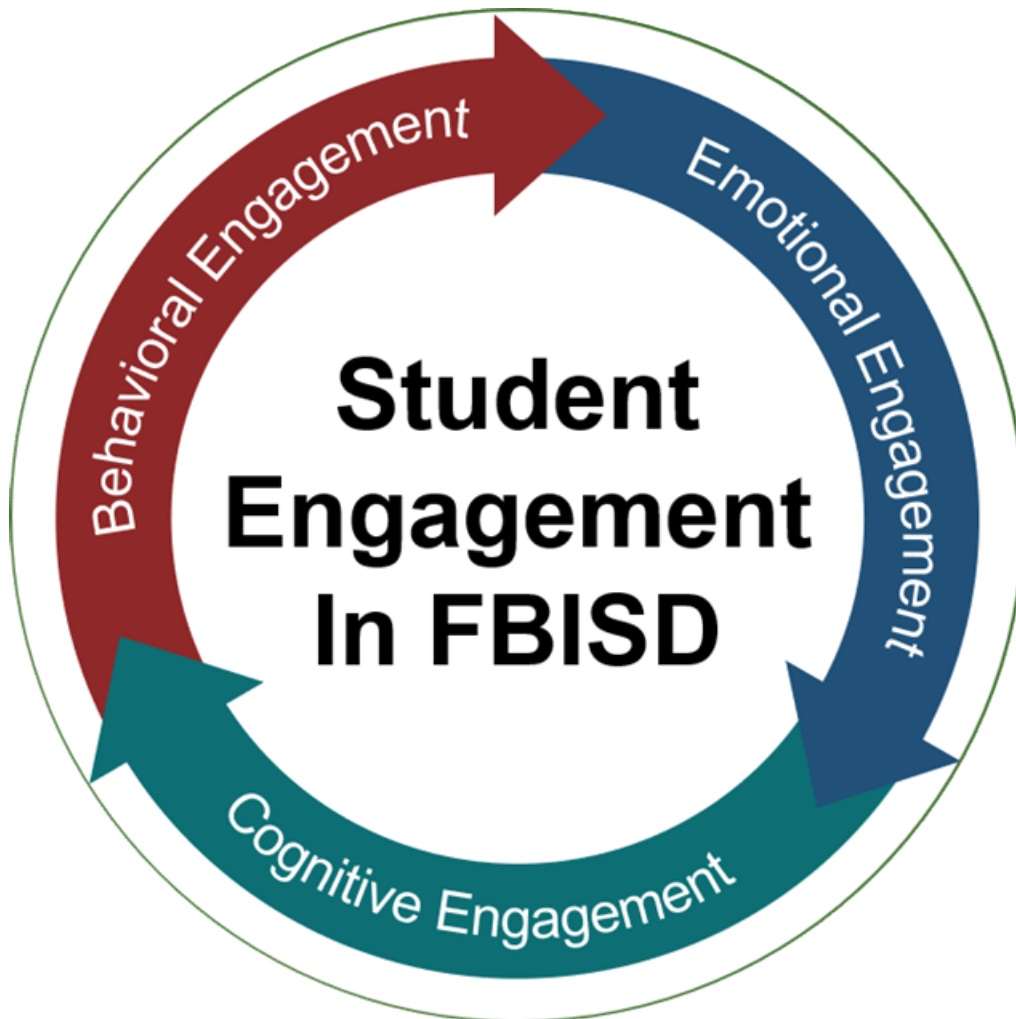 Behavioral Engagement
Emotional Engagement
Student
Engagement
In FBISD
Cognitive Engagement